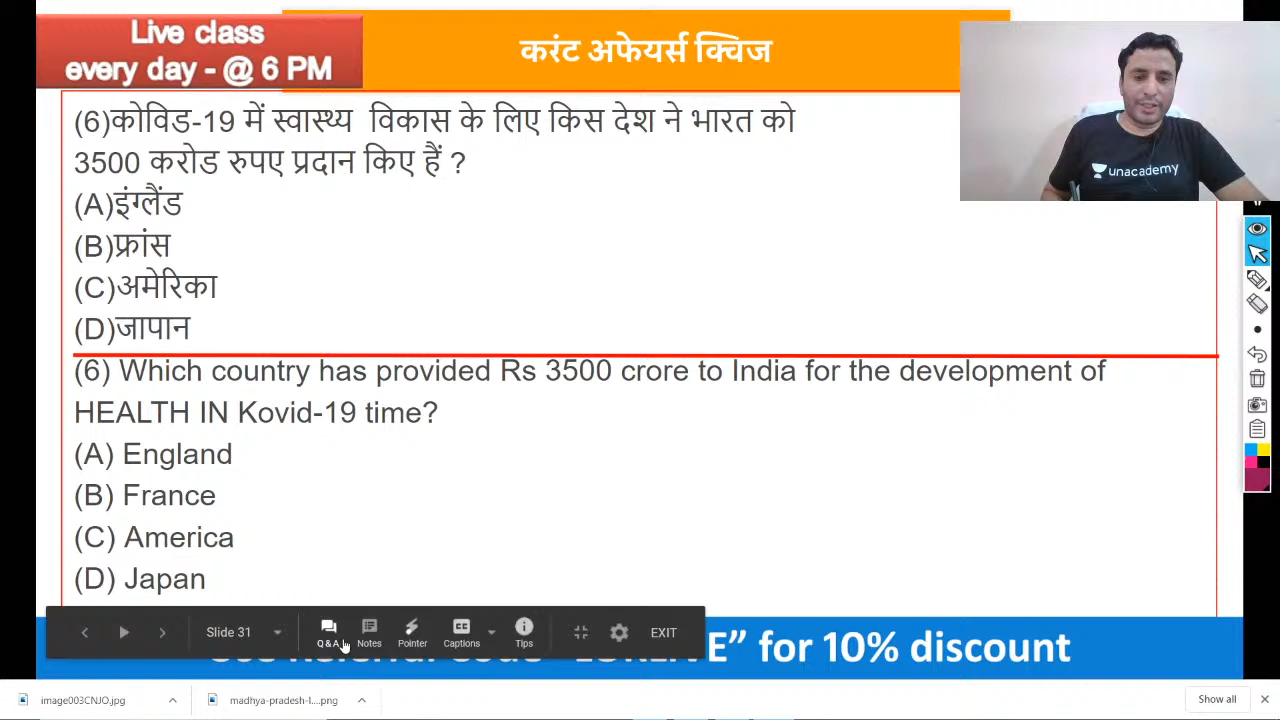 Live class
every day - @ 6 PM
करंट अफेयर्स क्विज
unacademy
(6)कोविड-19 में स्वास्थ्य विकास के लिए किस देश ने भारत को
3500 करोड रुपए प्रदान किए हैं ?
(A)इंग्लैंड
(B)फ्रांस
(C)अमेरिका
(D)जापान
(6) Which country has provided Rs 3500 crore to India for the development of
HEALTH IN Kovid-19 time?
(A) England
(B) France
(C) America
(D) Japan
Slide 31
Q & A
Notes
Pointer
CC
Captions
Tips
EXIT
for 10% discount
image003CNJO.jpg
madhya-pradesh-l....png
Show all